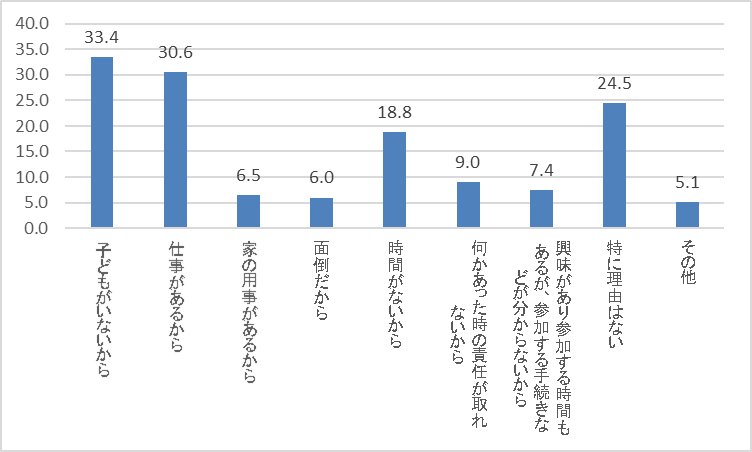 40.0
35.0
30.0
25.0
20.0
15.0
10.0
5.0
0.0
33.4
30.6
6.5
6.0
18.8
9.0
7.4
24.5
5.1
子どもがいないから
仕事があるから
家の用事があるから
面倒だから
時間がないから
何かあった時の責任が取れ
ないから
興味があり参加する時間も
あるが、参加する手続きな
どが分からないから
特に理由はない
その他